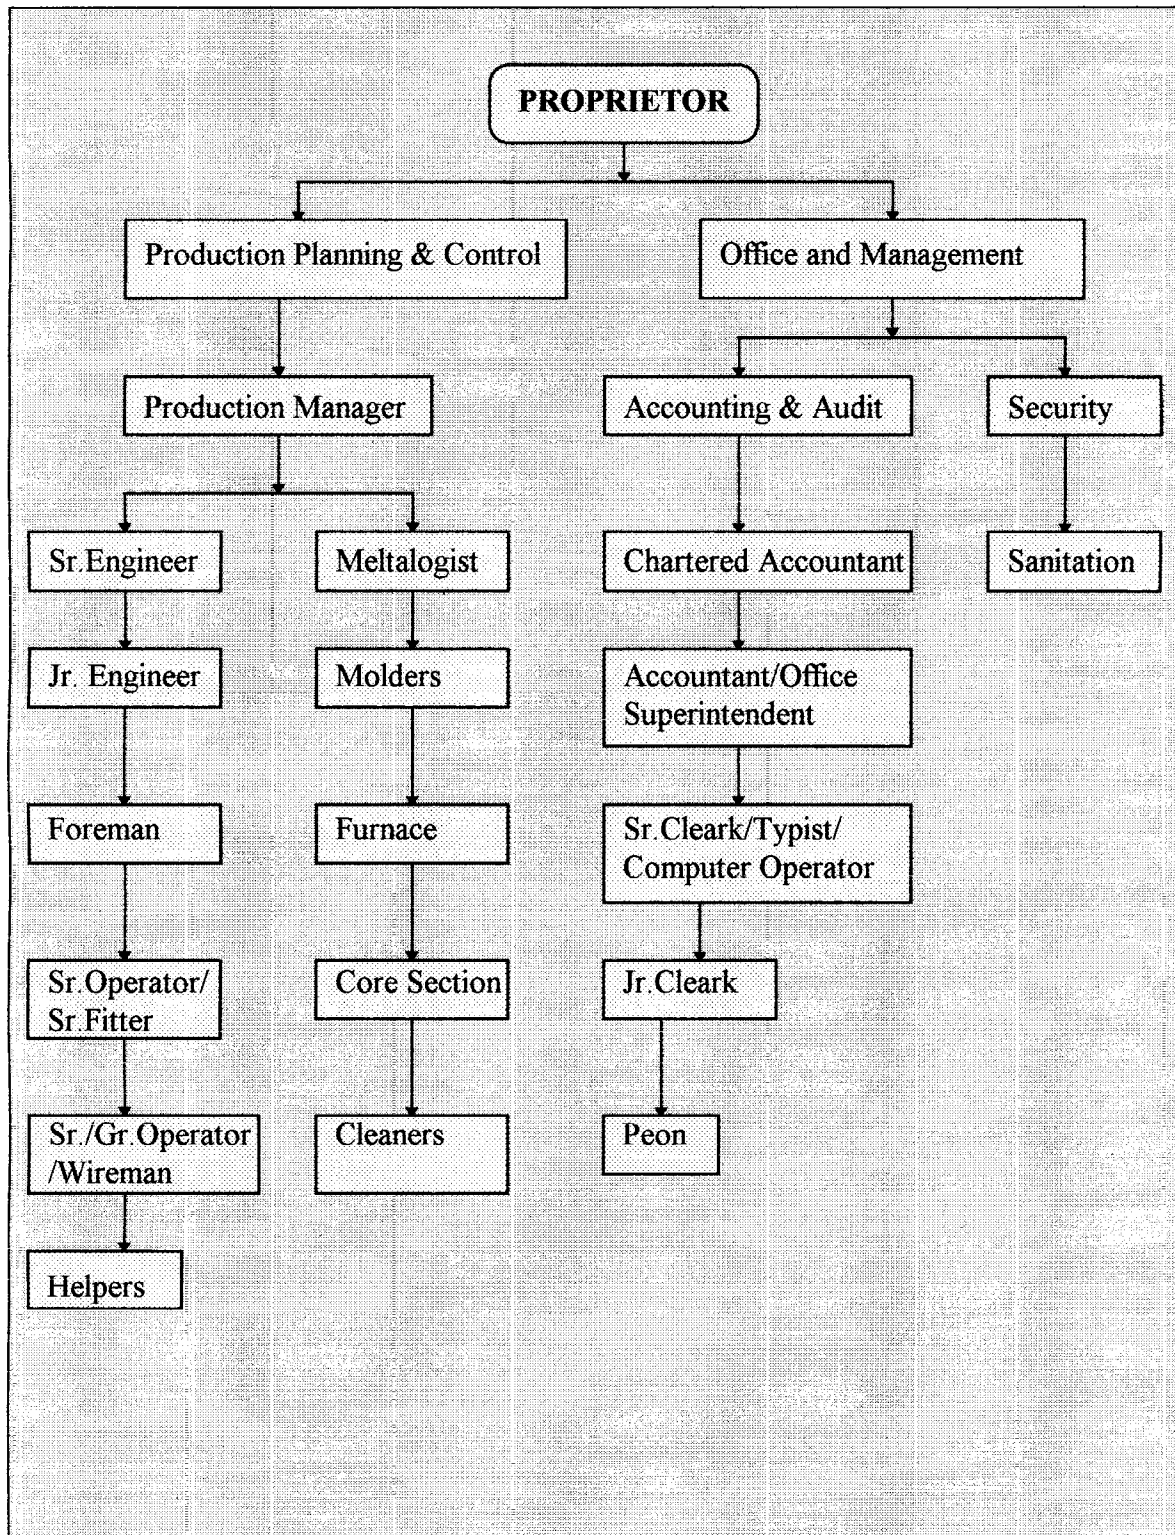 PROPRIETOR
Production Planning & Control
Office and Management
Production Manager
Accounting & Audit
Security
Sr.Engineer
Meltalogist
Chartered Accountant
Sanitation
Jr. Engineer
Molders
Accountant/Office
Superintendent
Foreman
Furnace
Sr.Cleark/Typist/
Computer Operator
Sr.Operator/
Sr.Fitter
Core Section
Jr.Cleark
Sr./Gr.Operator
/Wireman
Cleaners
Peon
Helpers